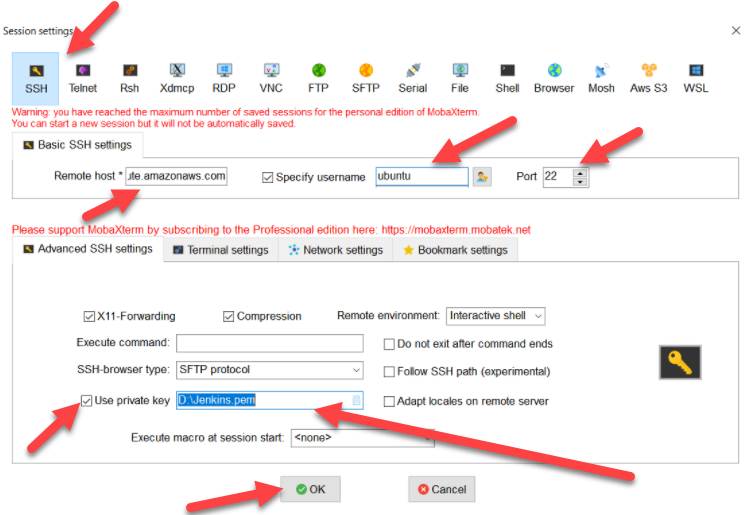 Session settings
SSH Telnet Rsh Xdmcp RDP VNC FTP SFTP Serial File Shell Browser Mosh Aws S3 WSL
Warning: you have reached the maximum number of saved sessions for the personal edition of MobaXterm.
You can start a new session but it will not be automatically saved.
Basic SSH settings
Remote host * ute.amazonaws.com Specify username ubuntu Port 22
Please support MobaXterm by subscribing to the Professional edition here: https://mobaxterm.mobatek.net
Advanced SSH settings Terminal settings Network settings Bookmark settings
X11-Forwarding Compression Remote environment: Interactive shell
Execute command: Do not exit after command ends
SSH-browser type: SFTP protocol Follow SSH path (experimental)
Use private key D:\Jenkins.pem Adapt locales on remote server
Execute macro at session start: <none>
OK Cancel